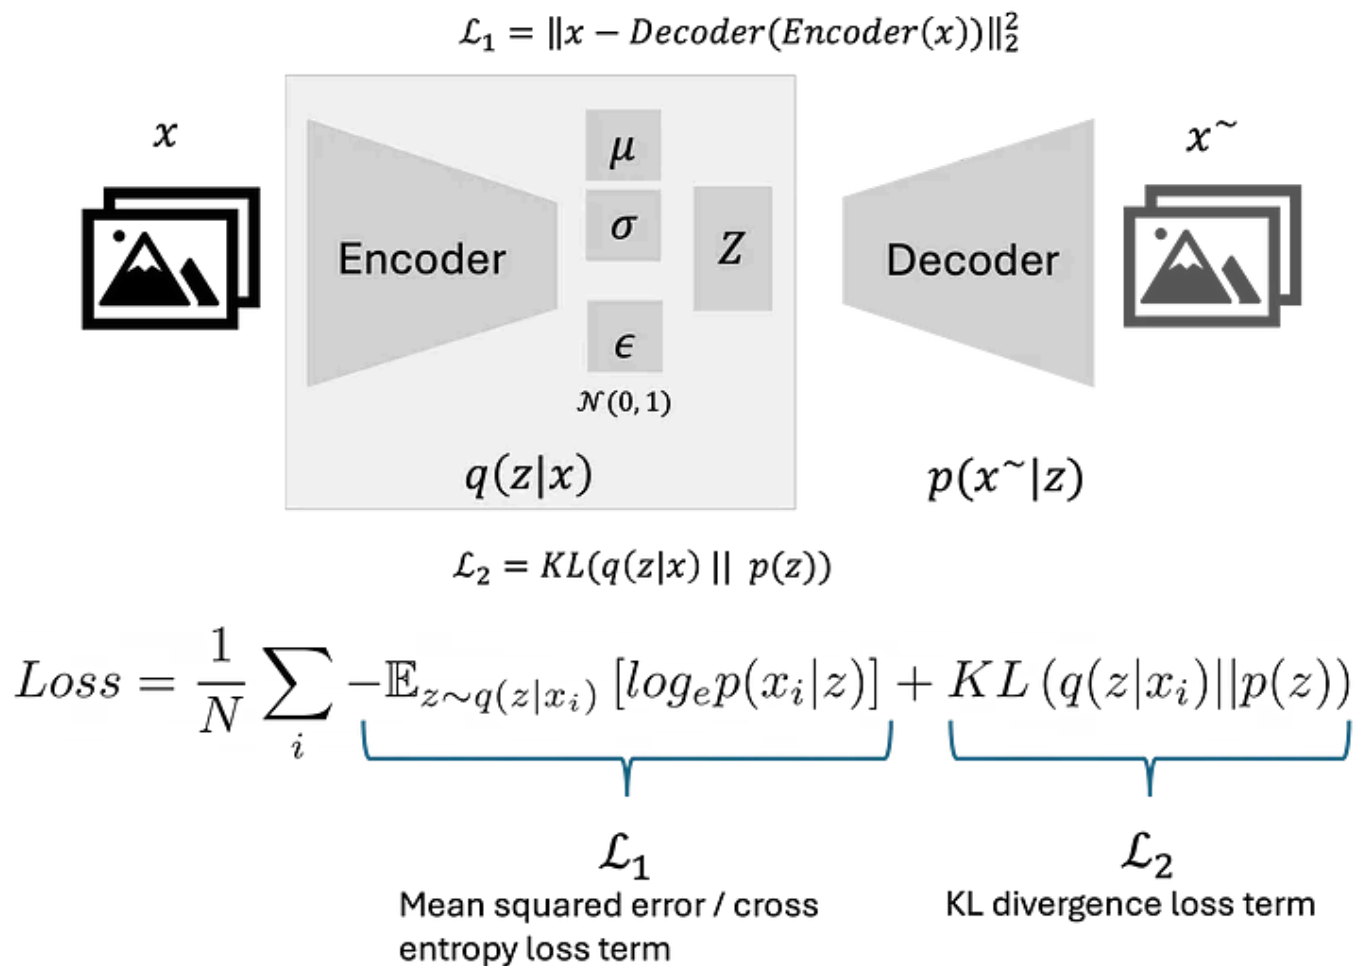 ℒ₁ = ‖x − Decoder(Encoder(x))‖₂²
x
μ
x~
σ
Z
Encoder
Decoder
ϵ
𝒩(0, 1)
q(z|x)
p(x~|z)
ℒ₂ = KL(q(z|x) || p(z))
Loss = 1/N ∑ᵢ −𝔼_{z∼q(z|xᵢ)} [logₑp(xᵢ|z)] + KL (q(z|xᵢ)||p(z))
ℒ₁
Mean squared error / cross
entropy loss term
ℒ₂
KL divergence loss term